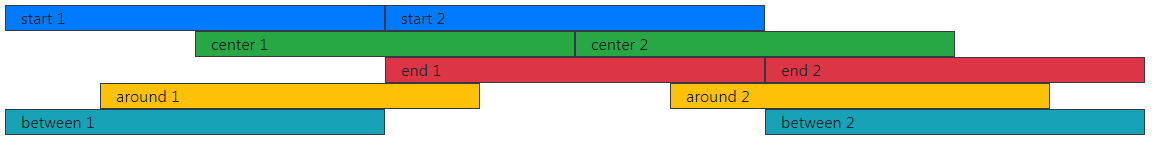 start 1 start 2
center 1 center 2
end 1 end 2
around 1 around 2
between 1 between 2